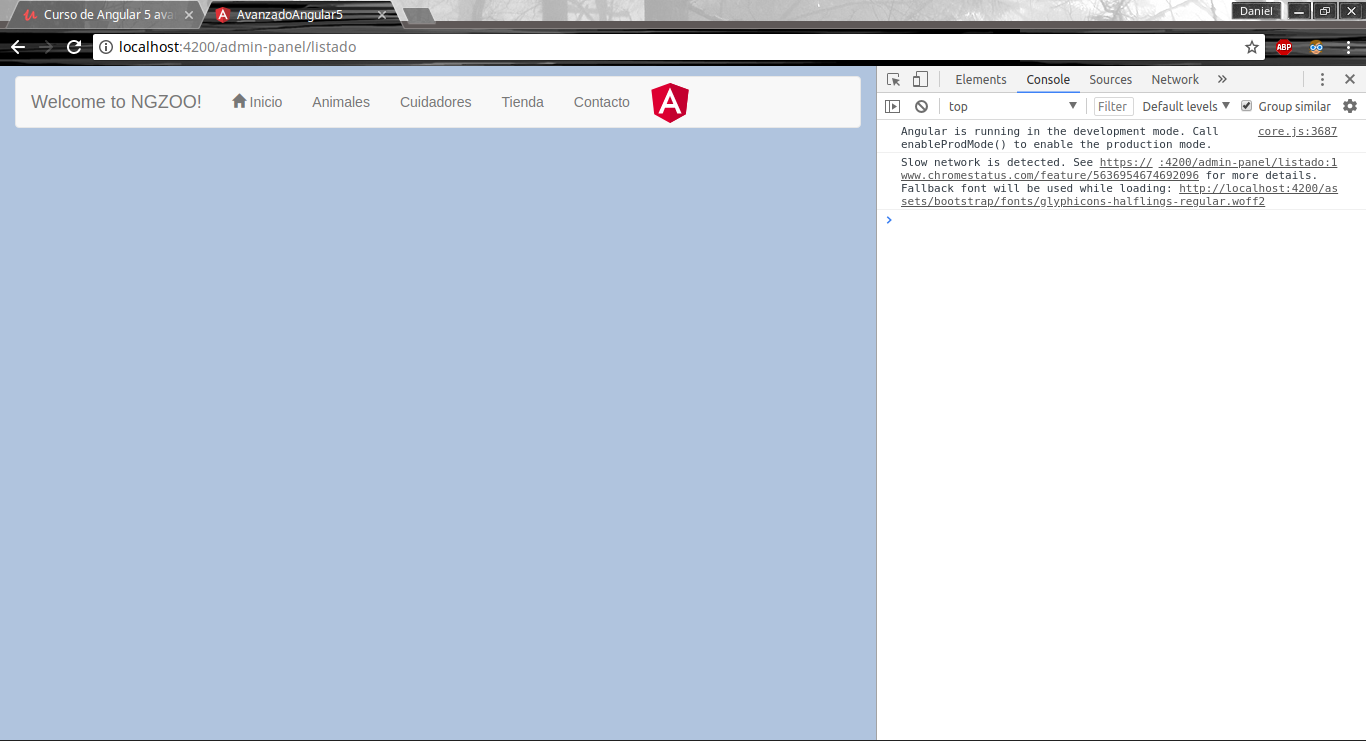 Curso de Angular 5 ava
AvanzadoAngular5
Daniel
localhost:4200/admin-panel/listado
ABP
Welcome to NGZOO!
Inicio
Animales
Cuidadores
Tienda
Contacto
Elements
Console
Sources
Network
top
Filter
Default levels
Group similar
Angular is running in the development mode. Call
core.js:3687
enableProdMode() to enable the production mode.
Slow network is detected. See https://
:4200/admin-panel/listado:1
www.chromestatus.com/feature/5636954674692096 for more details.
Fallback font will be used while loading: http://localhost:4200/as
sets/bootstrap/fonts/glyphicons-halflings-regular.woff2